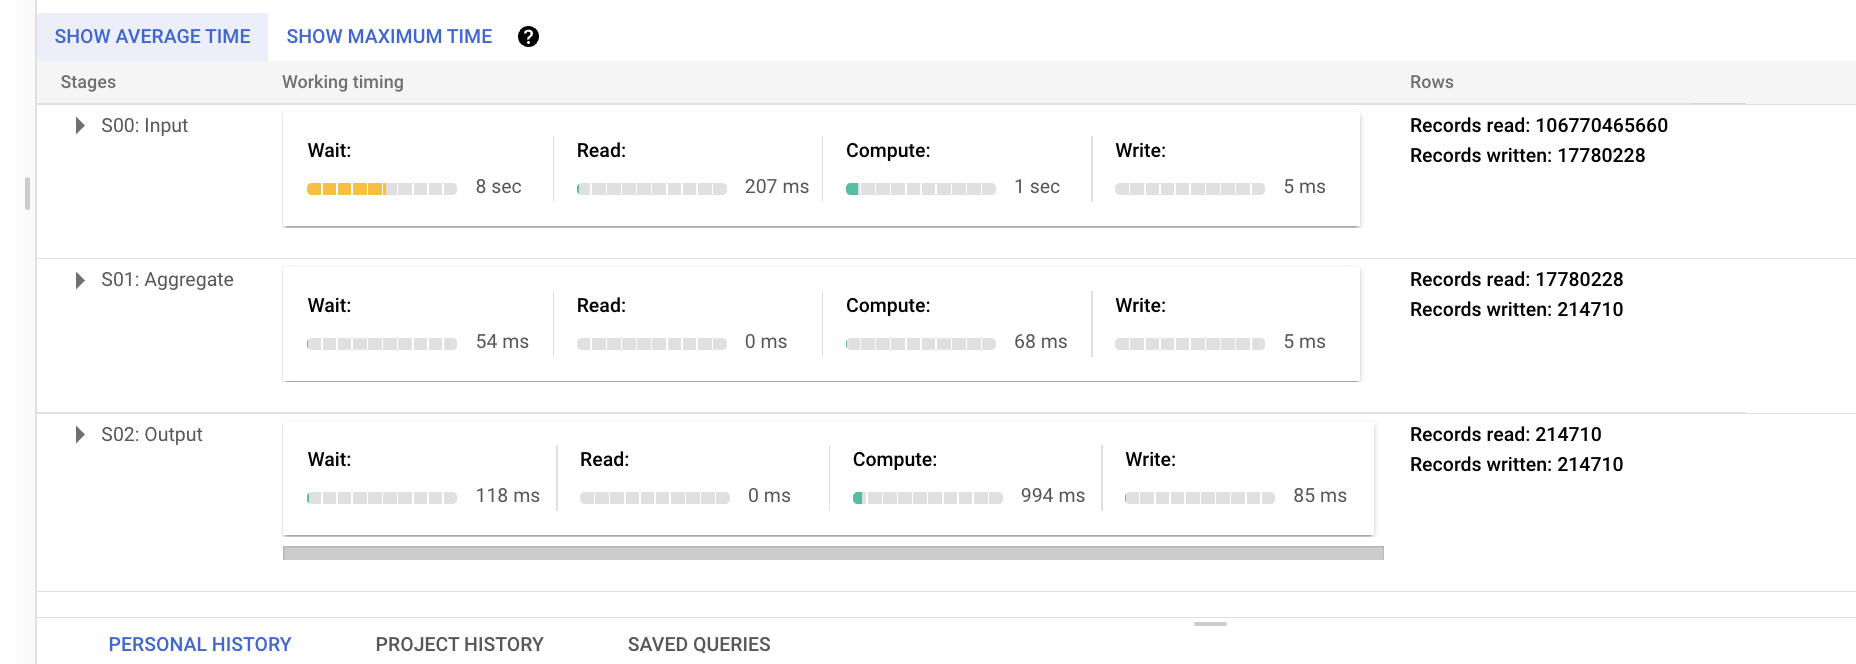 SHOW AVERAGE TIME SHOW MAXIMUM TIME ?
Stages Working timing Rows
S00: Input
Wait: Read: Compute: Write:
8 sec 207 ms 1 sec 5 ms
Records read: 106770465660
Records written: 17780228
S01: Aggregate
Wait: Read: Compute: Write:
54 ms 0 ms 68 ms 5 ms
Records read: 17780228
Records written: 214710
S02: Output
Wait: Read: Compute: Write:
118 ms 0 ms 994 ms 85 ms
Records read: 214710
Records written: 214710
PERSONAL HISTORY PROJECT HISTORY SAVED QUERIES